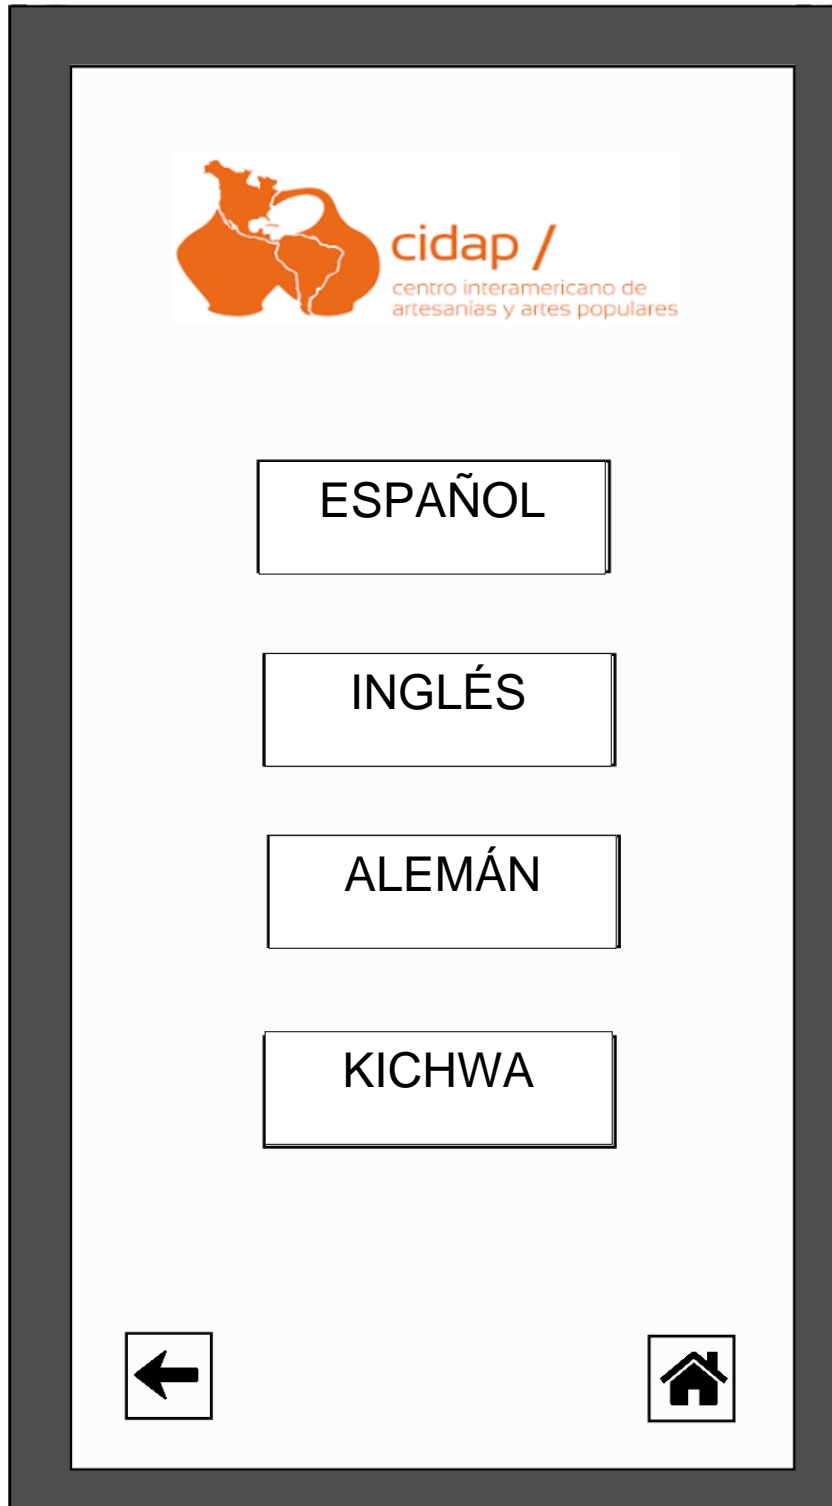 cidap /
centro interamericano de
artesanías y artes populares
ESPAÑOL
INGLÉS
ALEMÁN
KICHWA